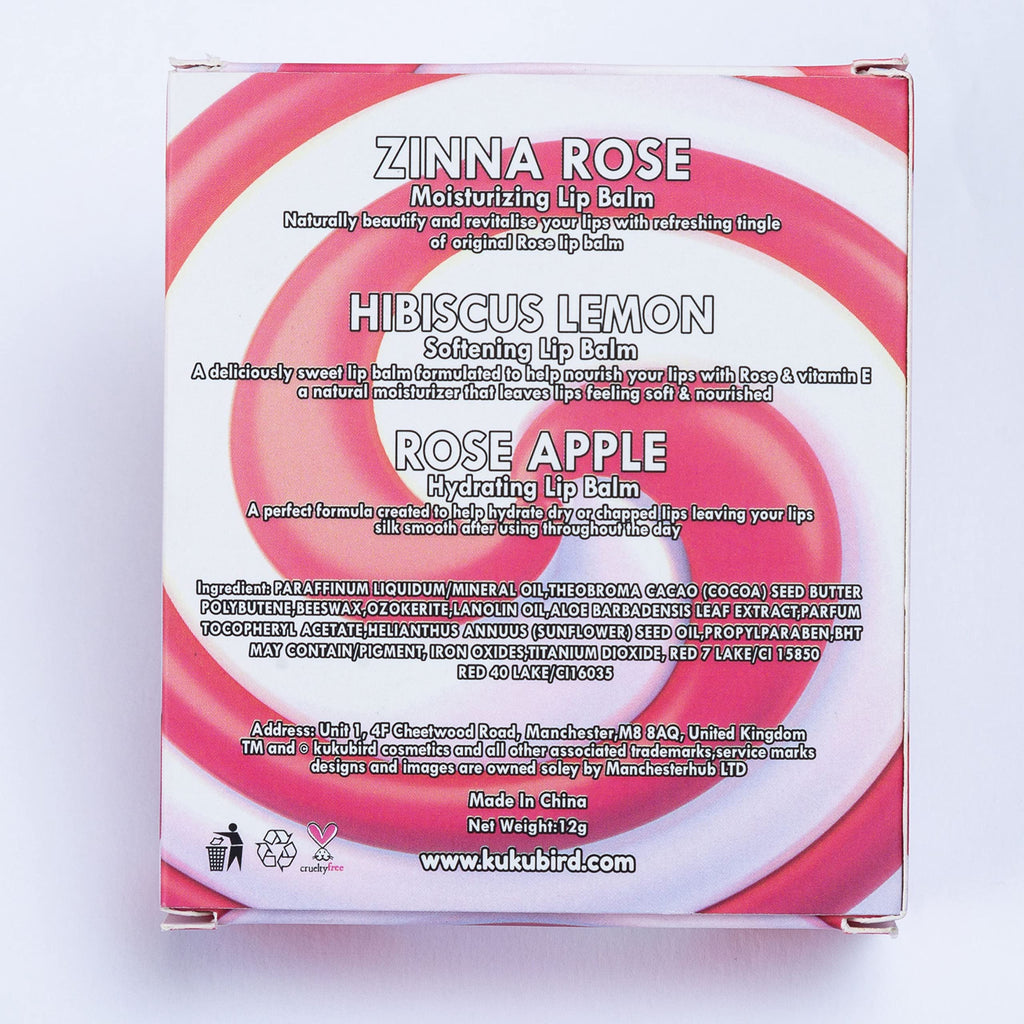 ZINNA ROSE
Moisturizing Lip Balm
Naturally beautify and revitalise your lips with refreshing tingle
of original Rose lip balm
HIBISCUS LEMON
Softening Lip Balm
A deliciously sweet lip balm formulated to help nourish your lips with Rose & vitamin E
a natural moisturizer that leaves lips feeling soft & nourished
ROSE APPLE
Hydrating Lip Balm
A perfect formula created to help hydrate dry or chapped lips leaving your lips
silk smooth after using throughout the day
Ingredient: PARAFFINUM LIQUIDUM/MINERAL OIL,THEOBROMA CACAO (COCOA) SEED BUTTER
POLYBUTENE,BEESWAX,OZOKERITE,LANOLIN OIL,ALOE BARBADENSIS LEAF EXTRACT,PARFUM
TOCOPHERYL ACETATE,HELIANTHUS ANNUUS (SUNFLOWER) SEED OIL,PROPYLPARABEN,BHT
MAY CONTAIN/PIGMENT, IRON OXIDES,TITANIUM DIOXIDE, RED 7 LAKE/CI 15850
RED 40 LAKE/CI16035
Address: Unit 1, 4F Cheetwood Road, Manchester,M8 8AQ, United Kingdom
TM and © kukubird cosmetics and all other associated trademarks,service marks
designs and images are owned soley by Manchesterhub LTD
Made In China
Net Weight:12g
www.kukubird.com
crueltyfree